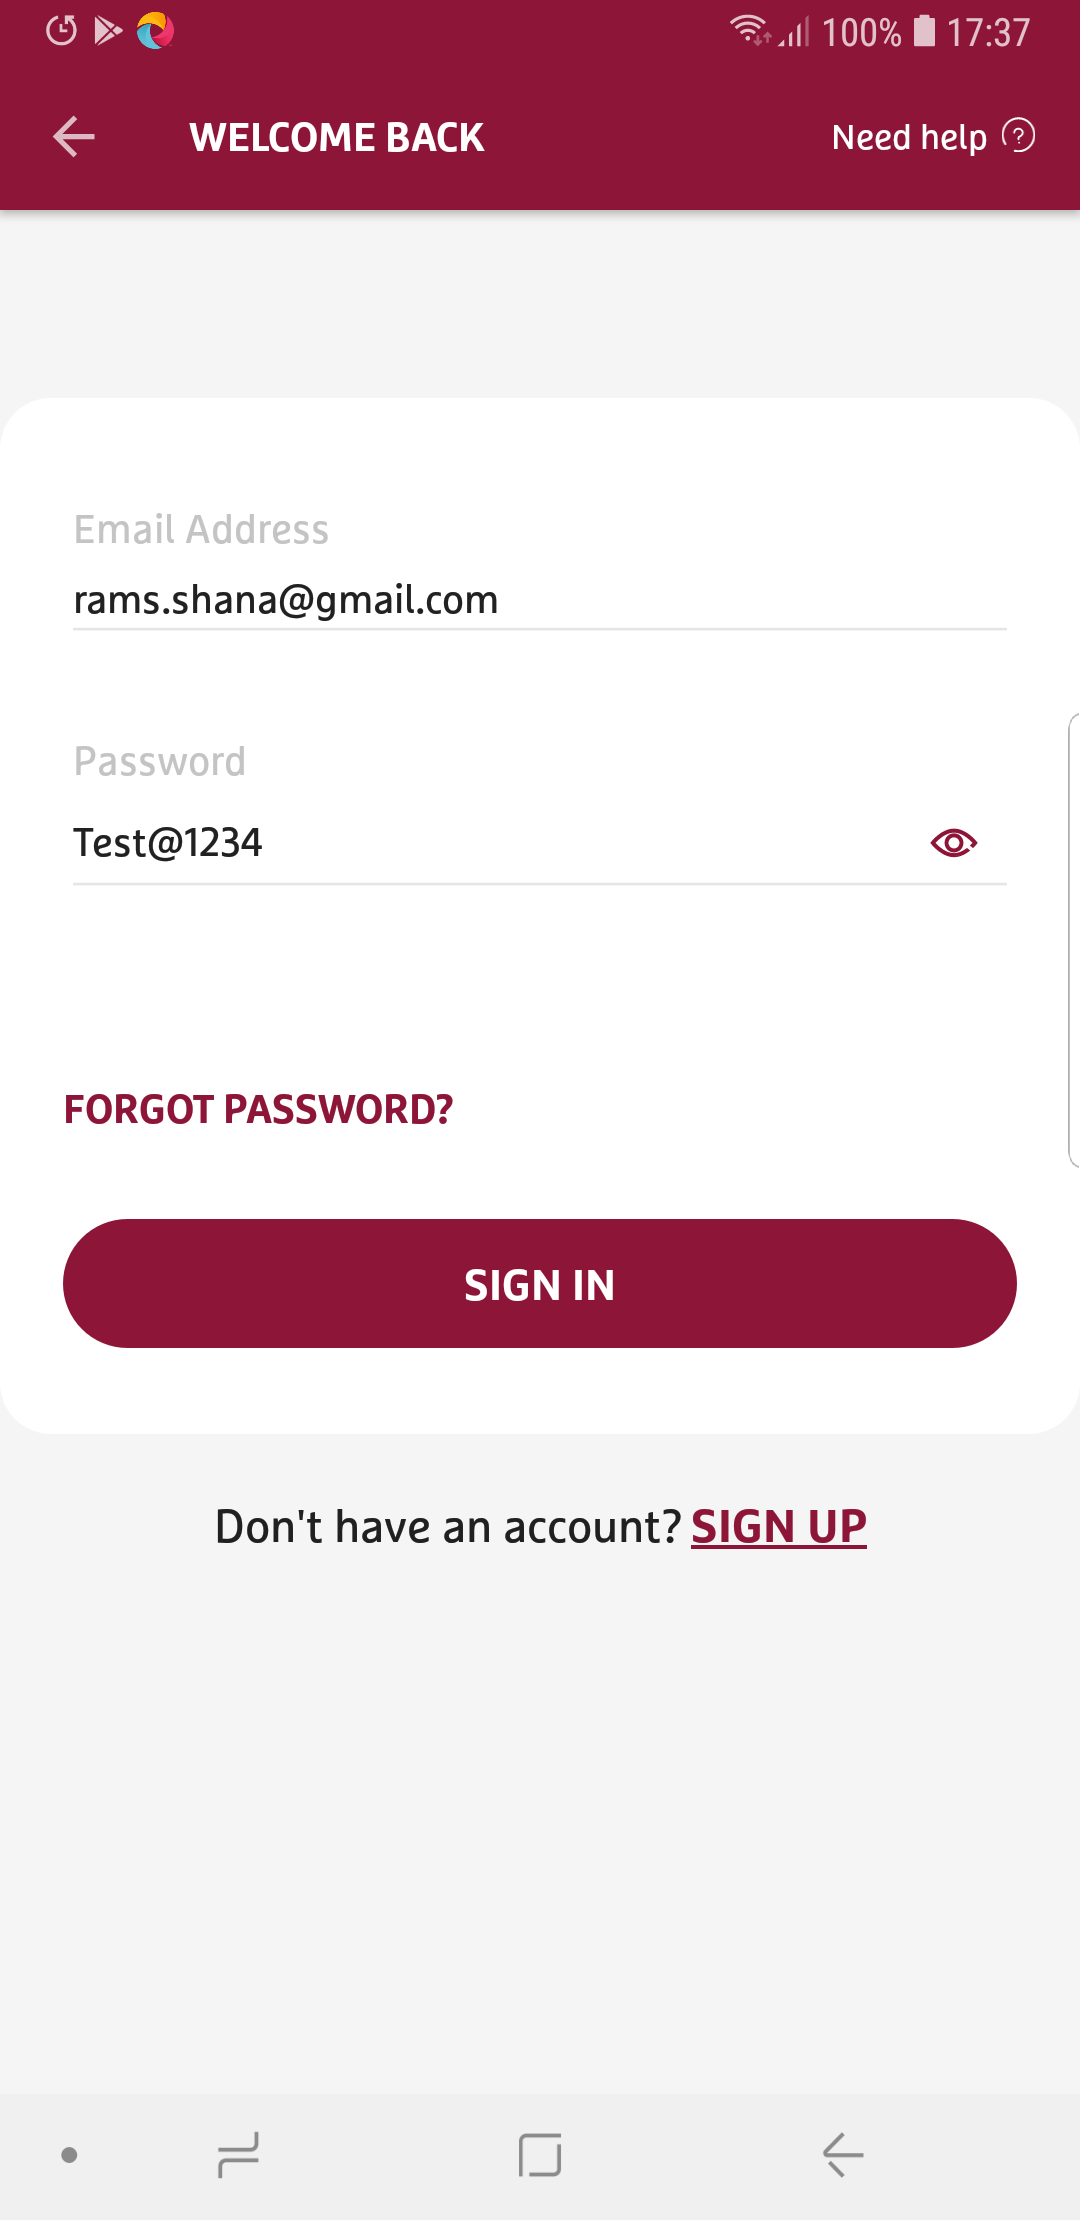 100% 17:37
WELCOME BACK
Need help ?
Email Address
rams.shana@gmail.com
Password
Test@1234
FORGOT PASSWORD?
SIGN IN
Don't have an account? SIGN UP